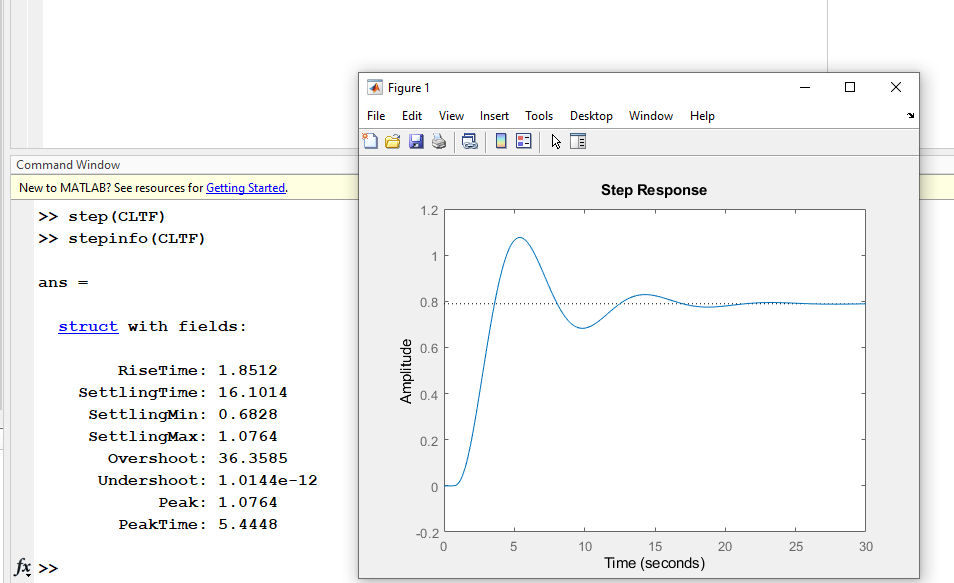 Command Window
New to MATLAB? See resources for Getting Started.
>> step(CLTF)
>> stepinfo(CLTF)
ans =
struct with fields:
RiseTime: 1.8512
SettlingTime: 16.1014
SettlingMin: 0.6828
SettlingMax: 1.0764
Overshoot: 36.3585
Undershoot: 1.0144e-12
Peak: 1.0764
PeakTime: 5.4448
fx >>
Figure 1
File Edit View Insert Tools Desktop Window Help
Step Response
1.2
1
0.8
0.6
0.4
0.2
0
-0.2
Amplitude
0 5 10 15 20 25 30
Time (seconds)